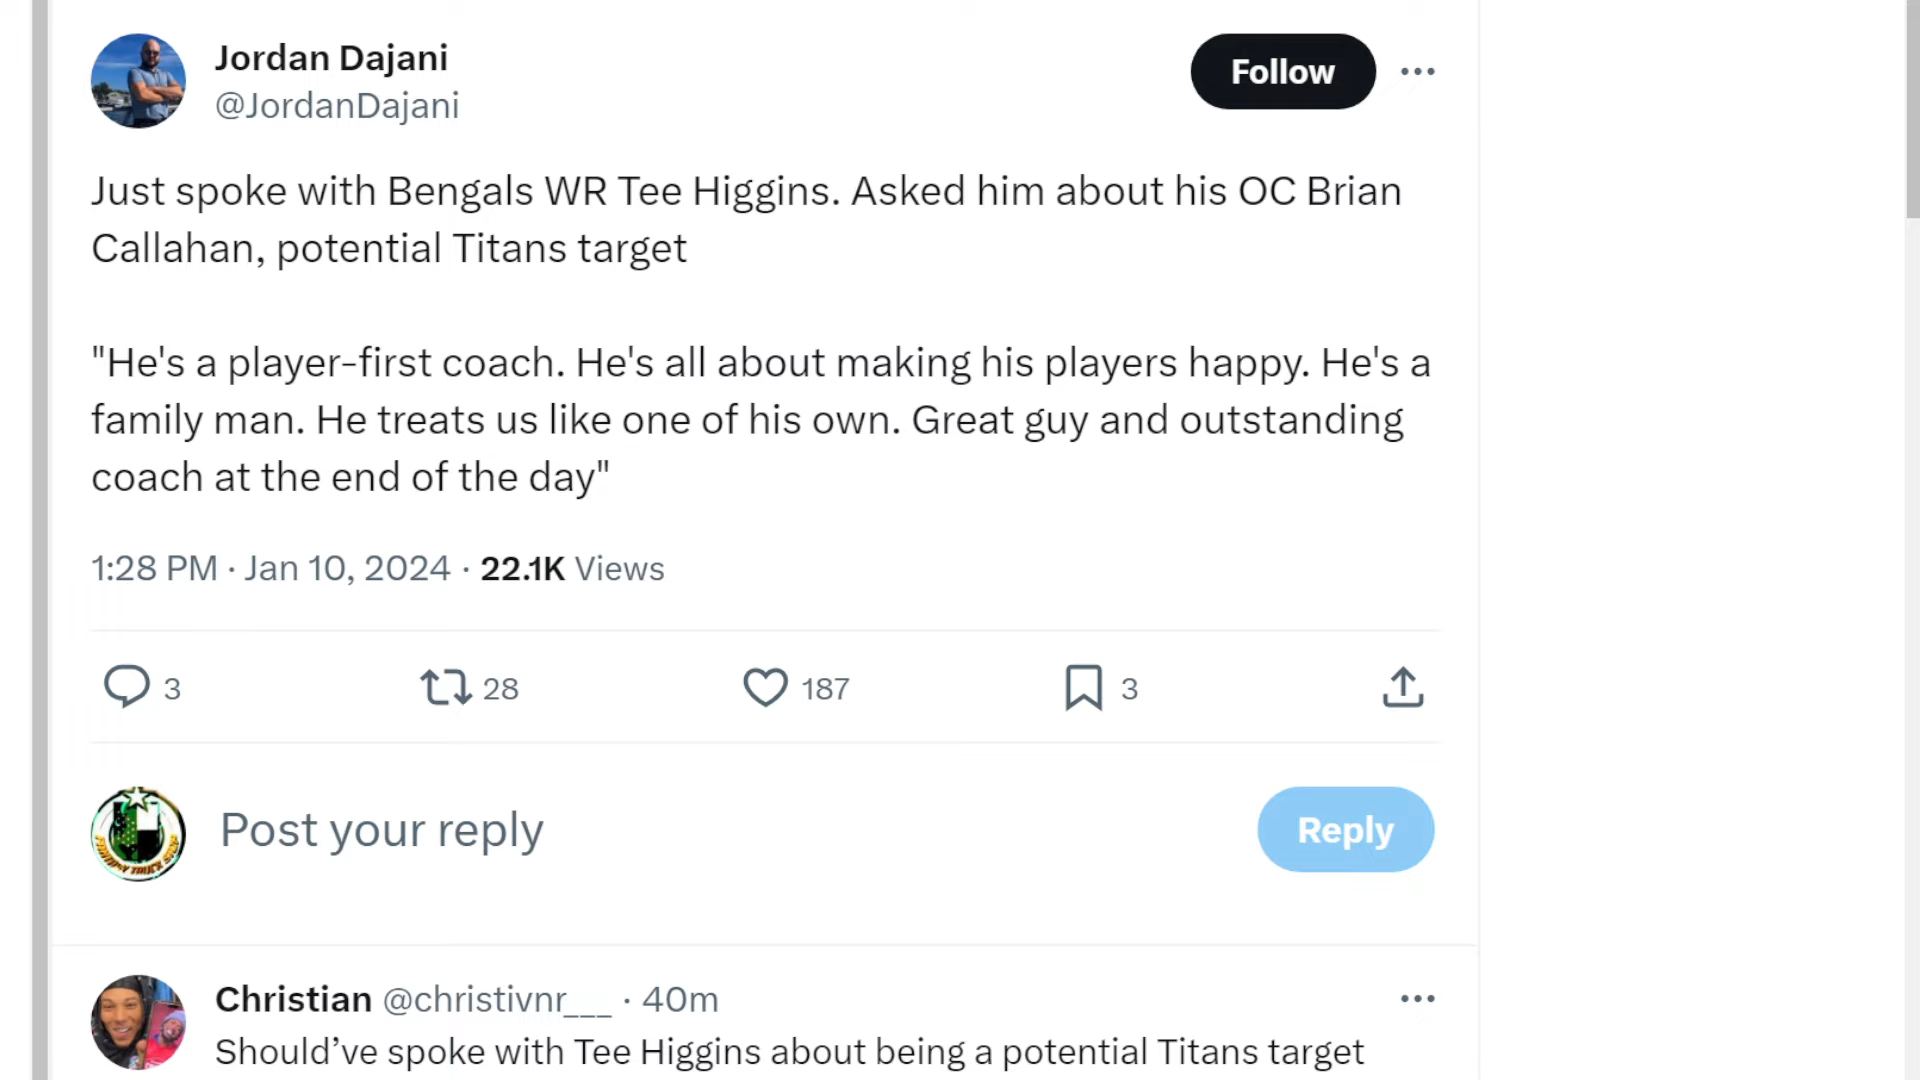 Jordan Dajani
@JordanDajani
Follow
Just spoke with Bengals WR Tee Higgins. Asked him about his OC Brian
Callahan, potential Titans target
"He's a player-first coach. He's all about making his players happy. He's a
family man. He treats us like one of his own. Great guy and outstanding
coach at the end of the day"
1:28 PM · Jan 10, 2024 · 22.1K Views
3 28 187 3
Post your reply
Reply
Christian @christivnr___ · 40m
Should’ve spoke with Tee Higgins about being a potential Titans target